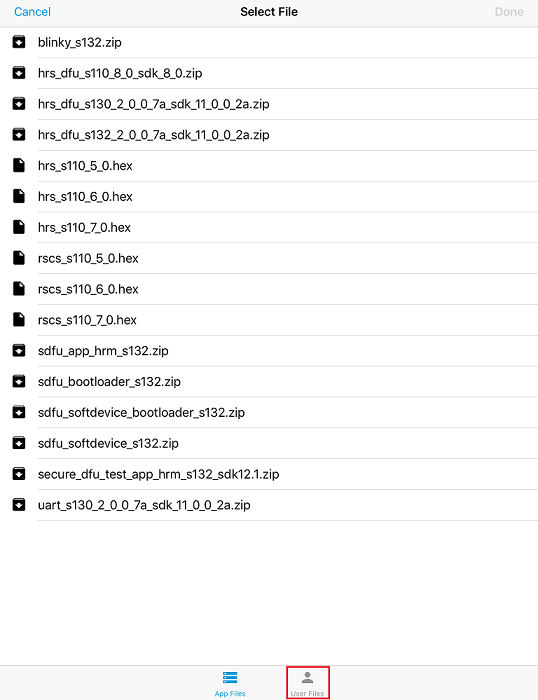 Cancel Select File Done
blinky_s132.zip
hrs_dfu_s110_8_0_sdk_8_0.zip
hrs_dfu_s130_2_0_0_7a_sdk_11_0_0_2a.zip
hrs_dfu_s132_2_0_0_7a_sdk_11_0_0_2a.zip
hrs_s110_5_0.hex
hrs_s110_6_0.hex
hrs_s110_7_0.hex
rscs_s110_5_0.hex
rscs_s110_6_0.hex
rscs_s110_7_0.hex
sdfu_app_hrm_s132.zip
sdfu_bootloader_s132.zip
sdfu_softdevice_bootloader_s132.zip
sdfu_softdevice_s132.zip
secure_dfu_test_app_hrm_s132_sdk12.1.zip
uart_s130_2_0_0_7a_sdk_11_0_0_2a.zip
App Files User Files